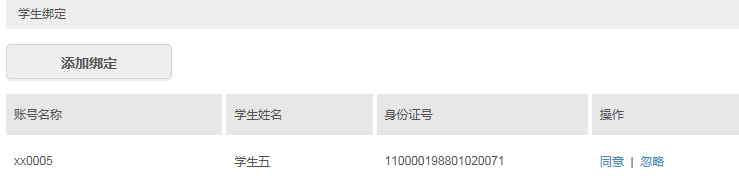 学生绑定
添加绑定
账号名称 学生姓名 身份证号 操作
xx0005 学生五 110000198801020071 同意 | 忽略